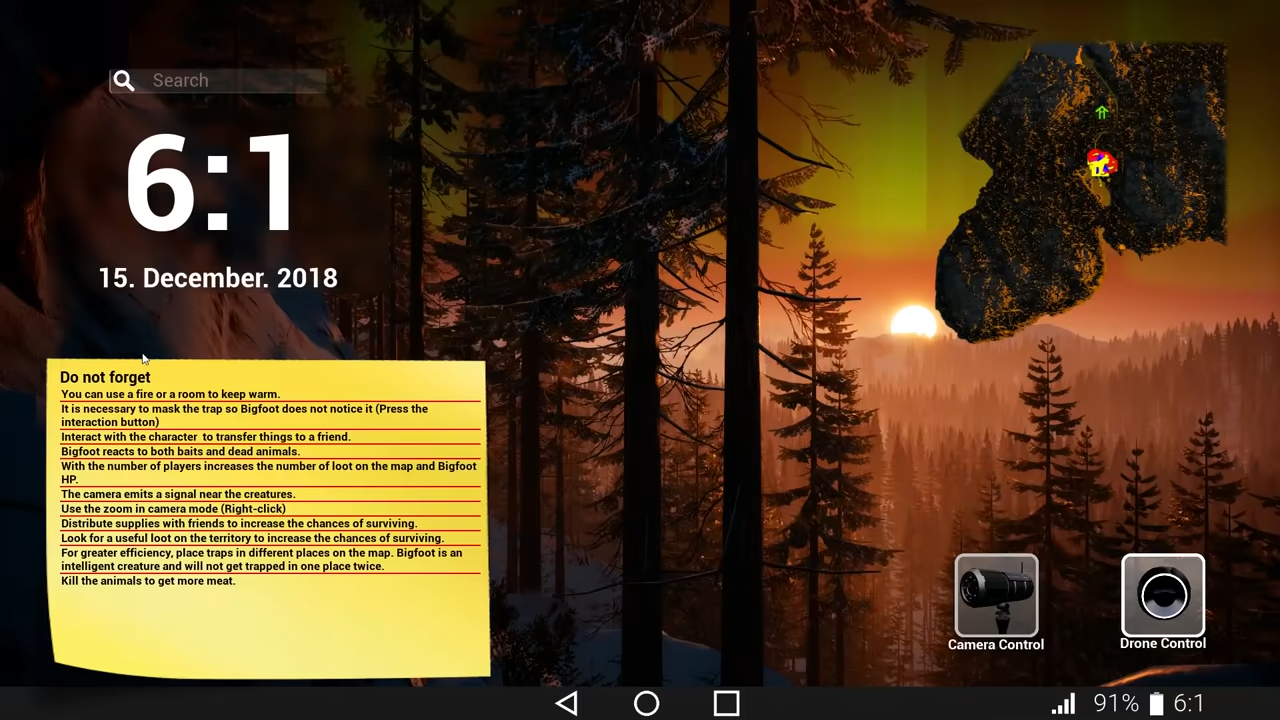 Search
6:1
15. December. 2018
Do not forget
You can use a fire or a room to keep warm.
It is necessary to mask the trap so Bigfoot does not notice it (Press the
interaction button)
Interact with the character  to transfer things to a friend.
Bigfoot reacts to both baits and dead animals.
With the number of players increases the number of loot on the map and Bigfoot
HP.
The camera emits a signal near the creatures.
Use the zoom in camera mode (Right-click)
Distribute supplies with friends to increase the chances of surviving.
Look for a useful loot on the territory to increase the chances of surviving.
For greater efficiency, place traps in different places on the map. Bigfoot is an
intelligent creature and will not get trapped in one place twice.
Kill the animals to get more meat.
Camera Control
Drone Control
91% 6:1